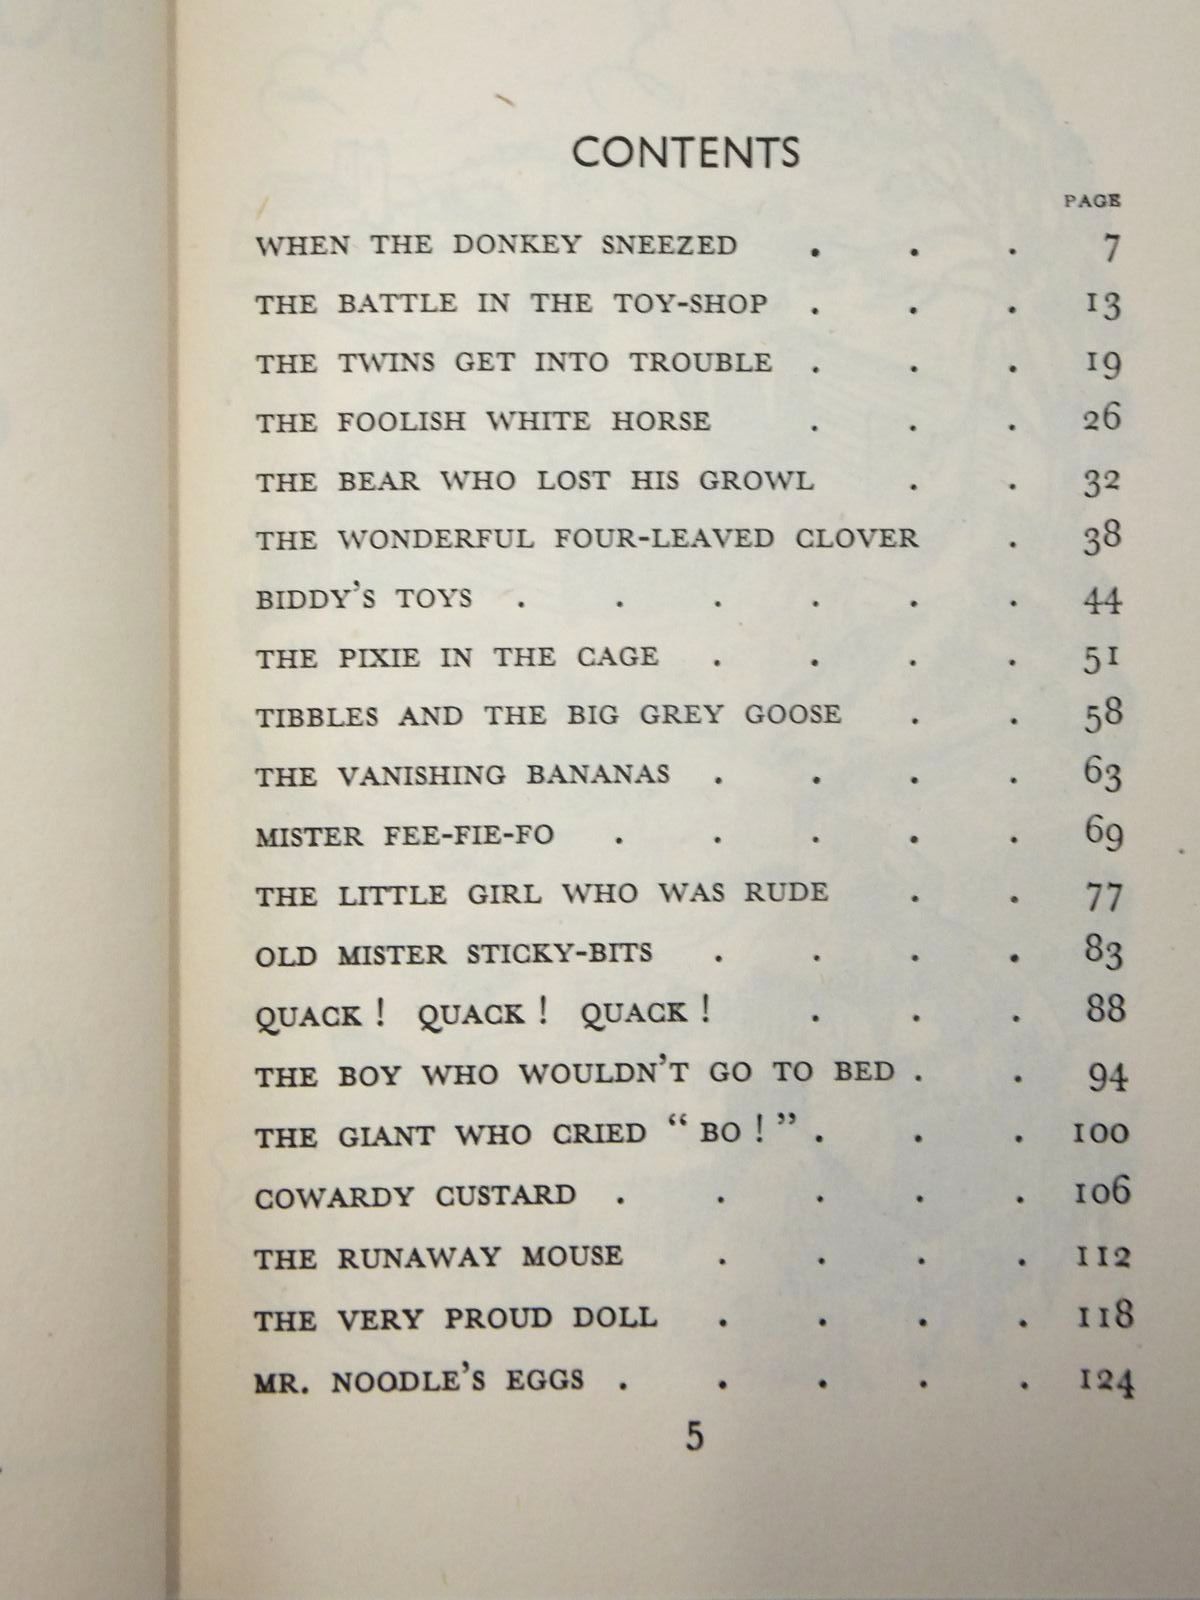 CONTENTS
PAGE
WHEN THE DONKEY SNEEZED . . . 7
THE BATTLE IN THE TOY-SHOP . . . 13
THE TWINS GET INTO TROUBLE . . . 19
THE FOOLISH WHITE HORSE . . . 26
THE BEAR WHO LOST HIS GROWL . . 32
THE WONDERFUL FOUR-LEAVED CLOVER . 38
BIDDY'S TOYS . . . . . . 44
THE PIXIE IN THE CAGE . . . . 51
TIBBLES AND THE BIG GREY GOOSE . . 58
THE VANISHING BANANAS . . . . 63
MISTER FEE-FIE-FO . . . . . 69
THE LITTLE GIRL WHO WAS RUDE . . 77
OLD MISTER STICKY-BITS . . . . 83
QUACK ! QUACK ! QUACK ! . . . 88
THE BOY WHO WOULDN'T GO TO BED . . 94
THE GIANT WHO CRIED “ BO ! ” . . . 100
COWARDY CUSTARD . . . . . 106
THE RUNAWAY MOUSE . . . . 112
THE VERY PROUD DOLL . . . . 118
MR. NOODLE'S EGGS . . . . . 124
5